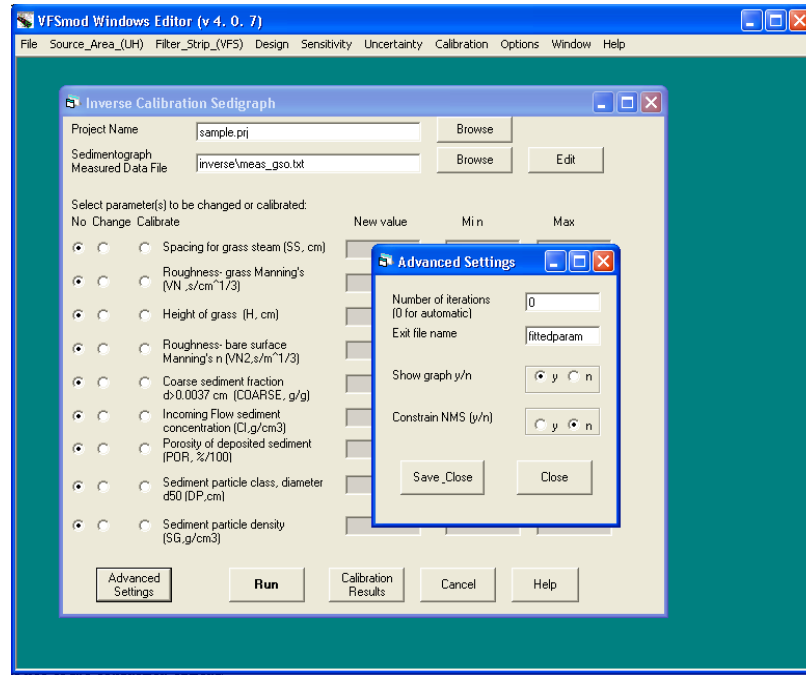 VFSmod Windows Editor (v 4. 0. 7)
File Source_Area_(UH) Filter_Strip_(VFS) Design Sensitivity Uncertainty Calibration Options Window Help
Inverse Calibration Sedigraph
Project Name sample.prj Browse
Sedimentograph
Measured Data File inverse\meas_gso.txt Browse Edit
Select parameter(s) to be changed or calibrated:
No Change Calibrate New value Min Max
Spacing for grass steam (SS, cm)
Roughness- grass Manning's
(VN ,s/cm^1/3)
Height of grass (H, cm)
Roughness- bare surface
Manning's n (VN2,s/m^1/3)
Coarse sediment fraction
d>0.0037 cm (COARSE, g/g)
Incoming Flow sediment
concentration (CI,g/cm3)
Porosity of deposited sediment
(POR, %/100)
Sediment particle class, diameter
d50 (DP,cm)
Sediment particle density
(SG,g/cm3)
Advanced Settings
Number of iterations
(0 for automatic) 0
Exit file name fittedparam
Show graph y/n y n
Constrain NMS (y/n) y n
Save_Close Close
Advanced
Settings
Run
Calibration
Results
Cancel
Help